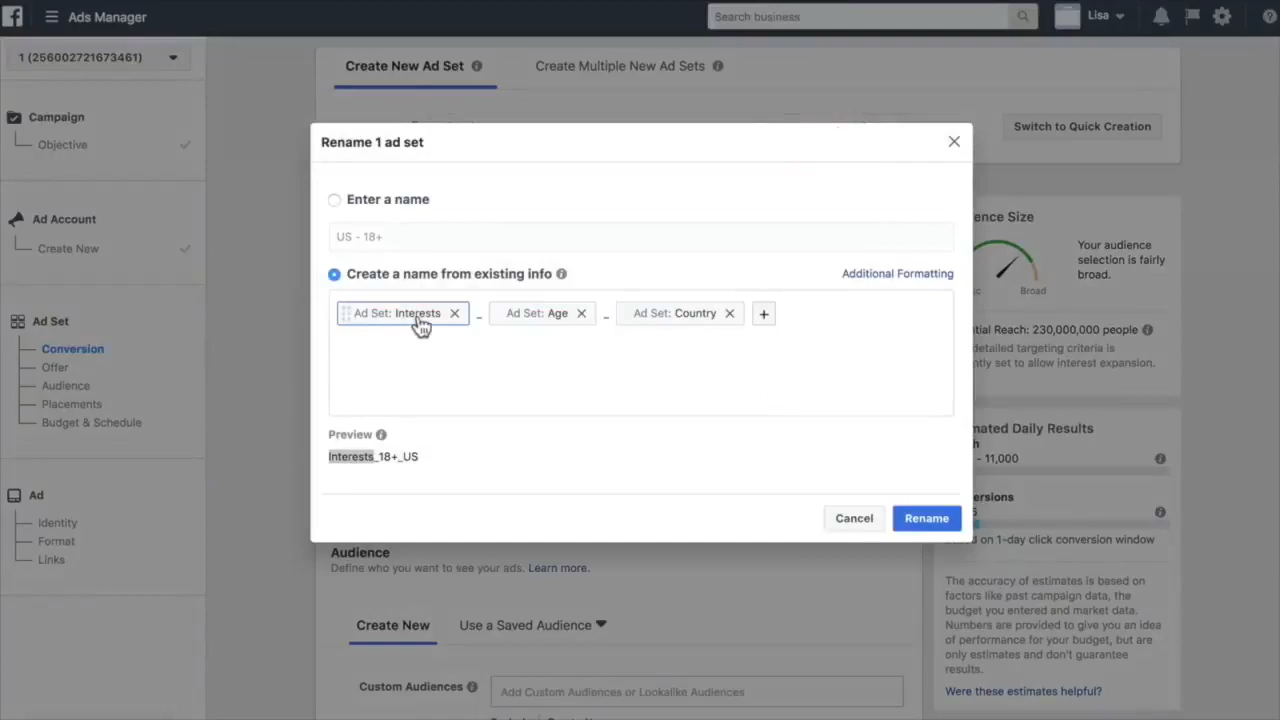 Ads Manager
Search business
Lisa
1 (256002721673461)
Campaign
Objective
Ad Account
Create New
Ad Set
Conversion
Offer
Audience
Placements
Budget & Schedule
Ad
Identity
Format
Links
Create New Ad Set
Create Multiple New Ad Sets
Switch to Quick Creation
Rename 1 ad set
Enter a name
US - 18+
Create a name from existing info
Additional Formatting
Ad Set: Interests _ Ad Set: Age _ Ad Set: Country +
Preview
Interests_18+_US
Cancel
Rename
ence Size
Your audience
selection is fairly
broad.
Broad
tial Reach: 230,000,000 people
detailed targeting criteria is
ntly set to allow interest expansion.
mated Daily Results
- 11,000
ersions
on 1-day click conversion window
The accuracy of estimates is based on
factors like past campaign data, the
budget you entered and market data.
Numbers are provided to give you an idea
of performance for your budget, but are
only estimates and don't guarantee
results.
Were these estimates helpful?
Audience
Define who you want to see your ads. Learn more.
Create New
Use a Saved Audience
Custom Audiences
Add Custom Audiences or Lookalike Audiences